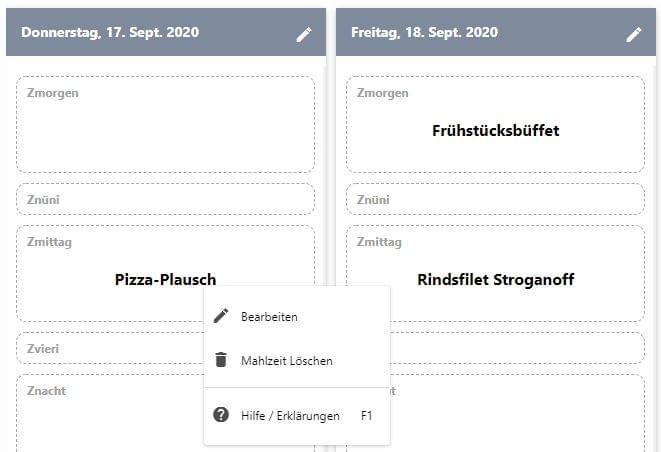 Donnerstag, 17. Sept. 2020
Zmorgen
Znüni
Zmittag
Pizza-Plausch
Zvieri
Znacht
Freitag, 18. Sept. 2020
Zmorgen
Frühstücksbüffet
Znüni
Zmittag
Rindsfilet Stroganoff
Bearbeiten
Mahlzeit Löschen
Hilfe / Erklärungen F1